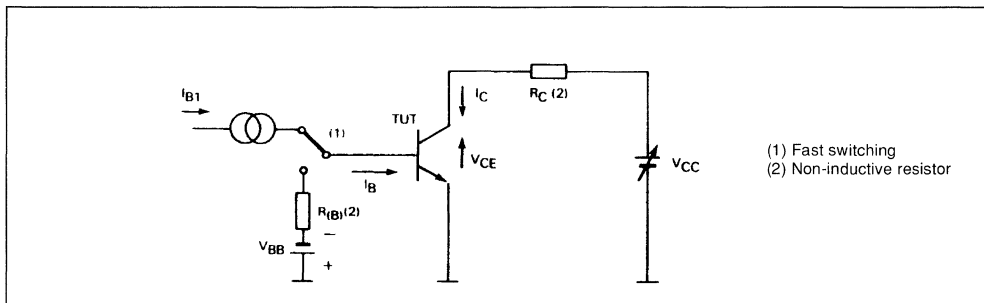 I_B1
(1)
TUT
I_C
R_C (2)
I_B
V_CE
V_CC
R_(B) (2)
−
V_BB
+
(1) Fast switching
(2) Non-inductive resistor